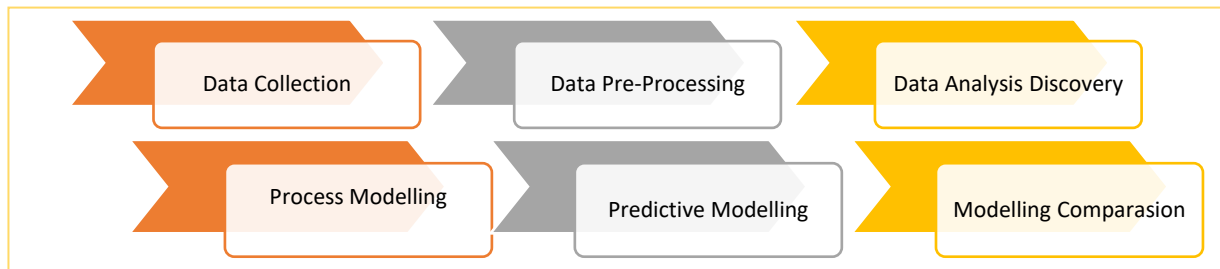 Data Collection
Data Pre-Processing
Data Analysis Discovery
Process Modelling
Predictive Modelling
Modelling Comparasion